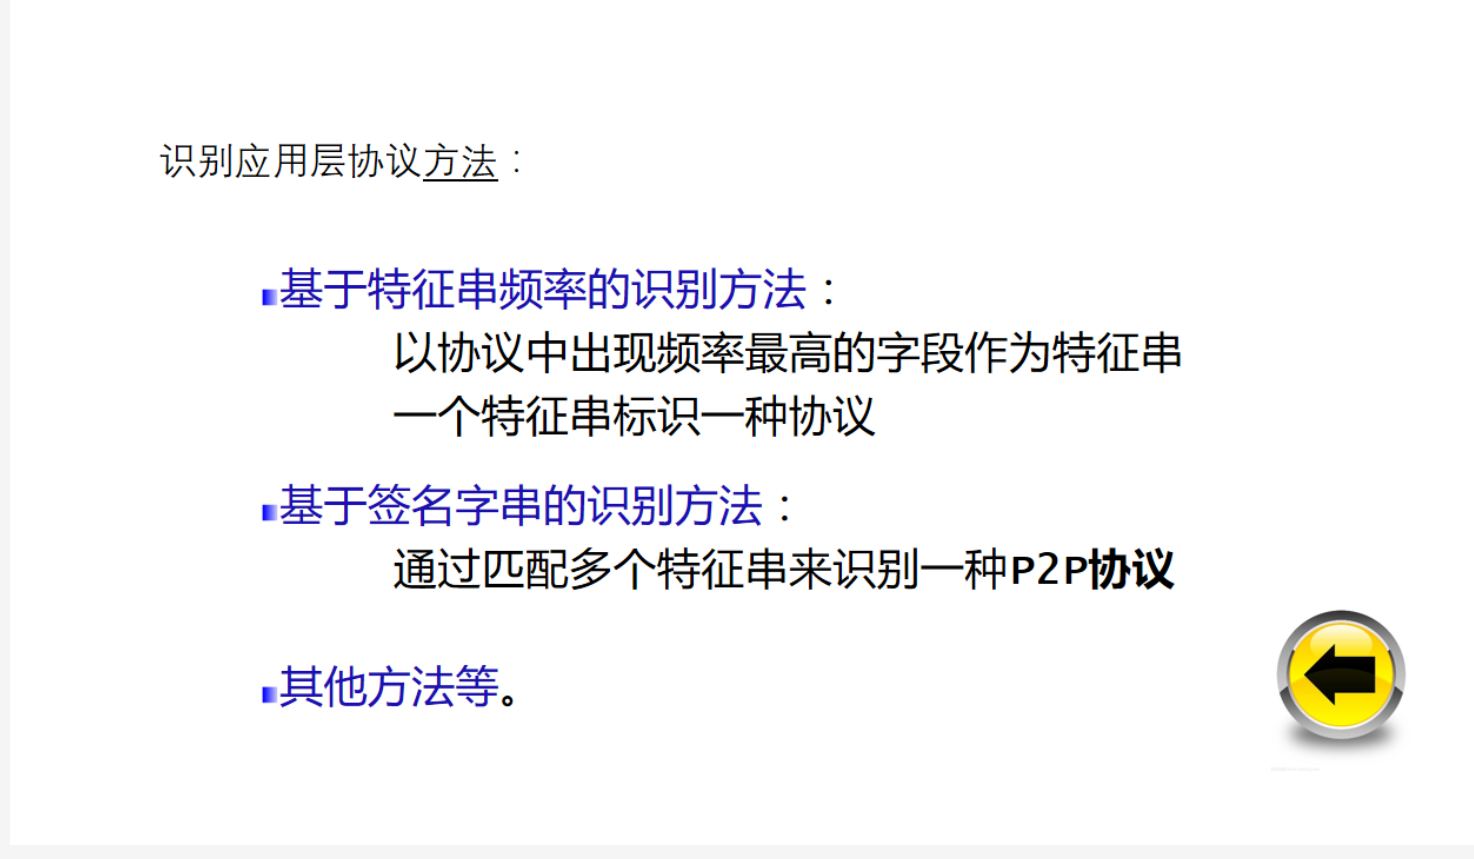 识别应用层协议方法：
基于特征串频率的识别方法：
以协议中出现频率最高的字段作为特征串
一个特征串标识一种协议
基于签名字串的识别方法：
通过匹配多个特征串来识别一种P2P协议
其他方法等。